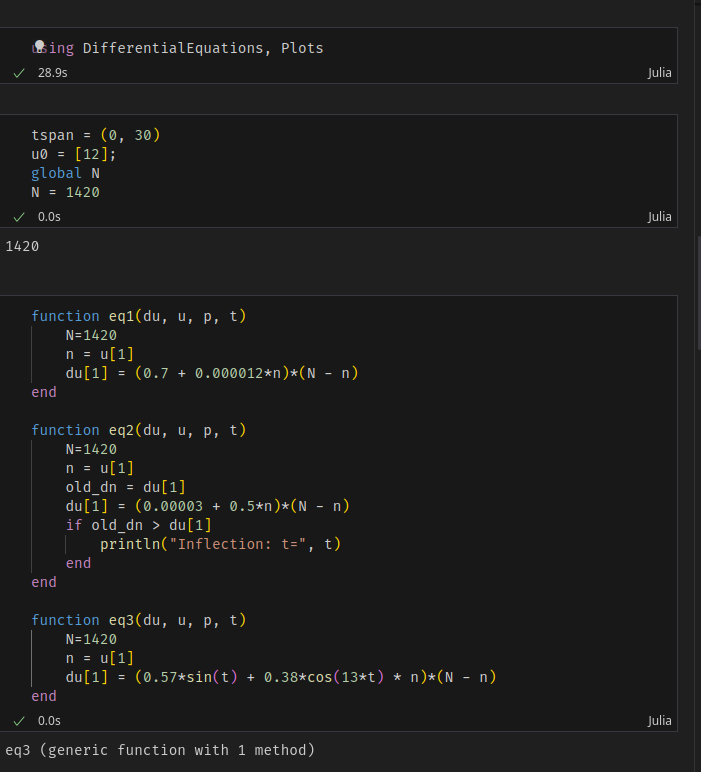 using DifferentialEquations, Plots
28.9s
Julia
tspan = (0, 30)
u0 = [12];
global N
N = 1420
0.0s
Julia
1420
function eq1(du, u, p, t)
    N=1420
    n = u[1]
    du[1] = (0.7 + 0.000012*n)*(N - n)
end
function eq2(du, u, p, t)
    N=1420
    n = u[1]
    old_dn = du[1]
    du[1] = (0.00003 + 0.5*n)*(N - n)
    if old_dn > du[1]
        println("Inflection: t=", t)
    end
end
function eq3(du, u, p, t)
    N=1420
    n = u[1]
    du[1] = (0.57*sin(t) + 0.38*cos(13*t) * n)*(N - n)
end
0.0s
Julia
eq3 (generic function with 1 method)